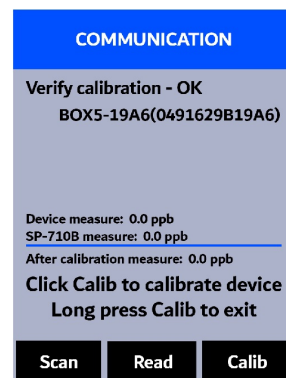 COMMUNICATION
Verify calibration - OK
BOX5-19A6(0491629B19A6)
Device measure: 0.0 ppb
SP-710B measure: 0.0 ppb
After calibration measure: 0.0 ppb
Click Calib to calibrate device
Long press Calib to exit
Scan Read Calib